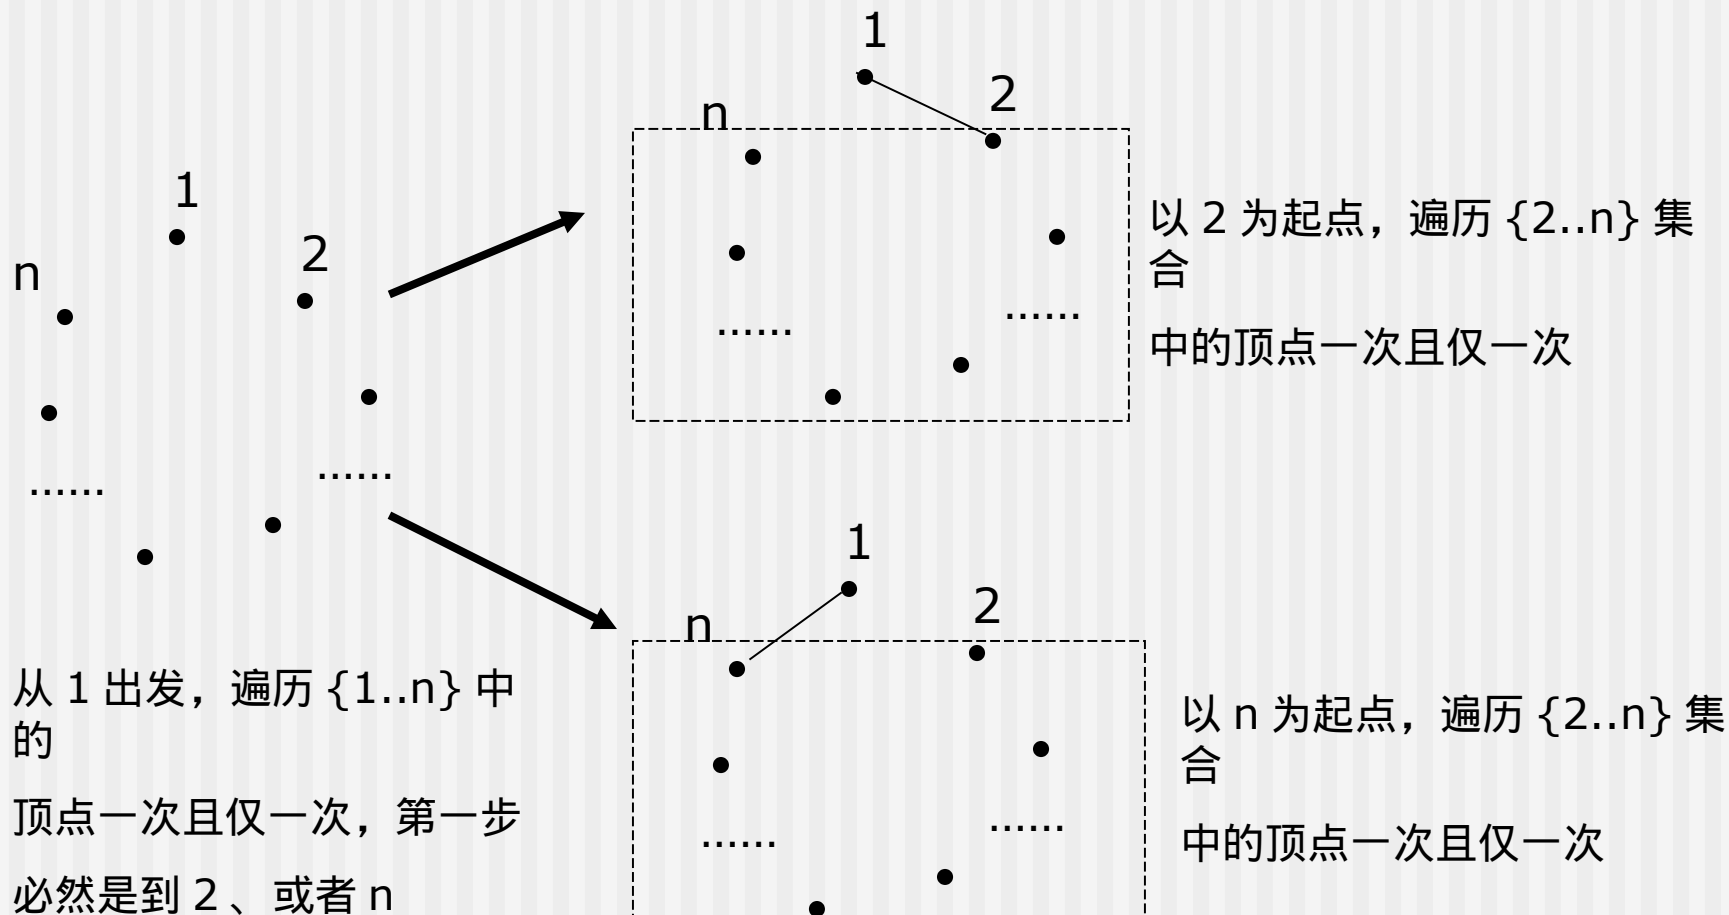 1
2
n
……
……
从 1 出发，遍历 {1..n} 中
的
顶点一次且仅一次，第一步
必然是到 2 、或者 n
1
2
n
……
……
以 2 为起点，遍历 {2..n} 集
合
中的顶点一次且仅一次
1
2
n
……
……
以 n 为起点，遍历 {2..n} 集
合
中的顶点一次且仅一次